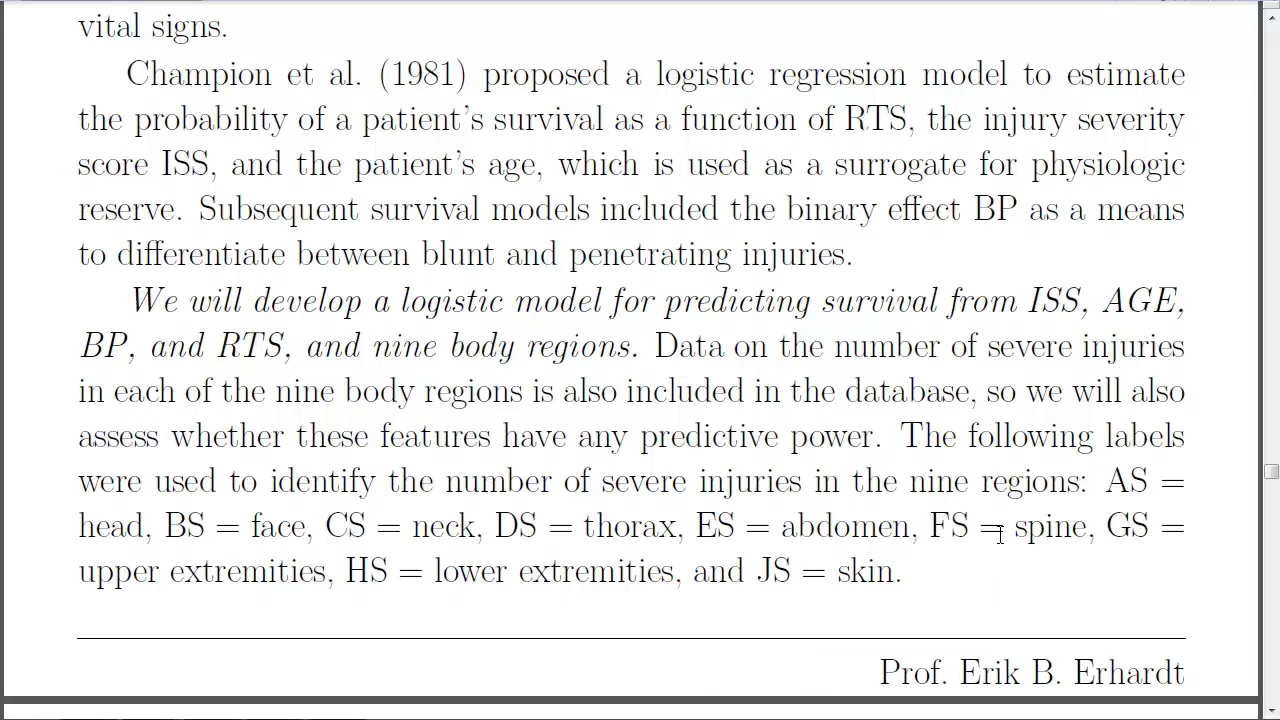 vital signs.
Champion et al. (1981) proposed a logistic regression model to estimate
the probability of a patient's survival as a function of RTS, the injury severity
score ISS, and the patient's age, which is used as a surrogate for physiologic
reserve. Subsequent survival models included the binary effect BP as a means
to differentiate between blunt and penetrating injuries.
We will develop a logistic model for predicting survival from ISS, AGE,
BP, and RTS, and nine body regions. Data on the number of severe injuries
in each of the nine body regions is also included in the database, so we will also
assess whether these features have any predictive power. The following labels
were used to identify the number of severe injuries in the nine regions: AS =
head, BS = face, CS = neck, DS = thorax, ES = abdomen, FS = spine, GS =
upper extremities, HS = lower extremities, and JS = skin.
Prof. Erik B. Erhardt